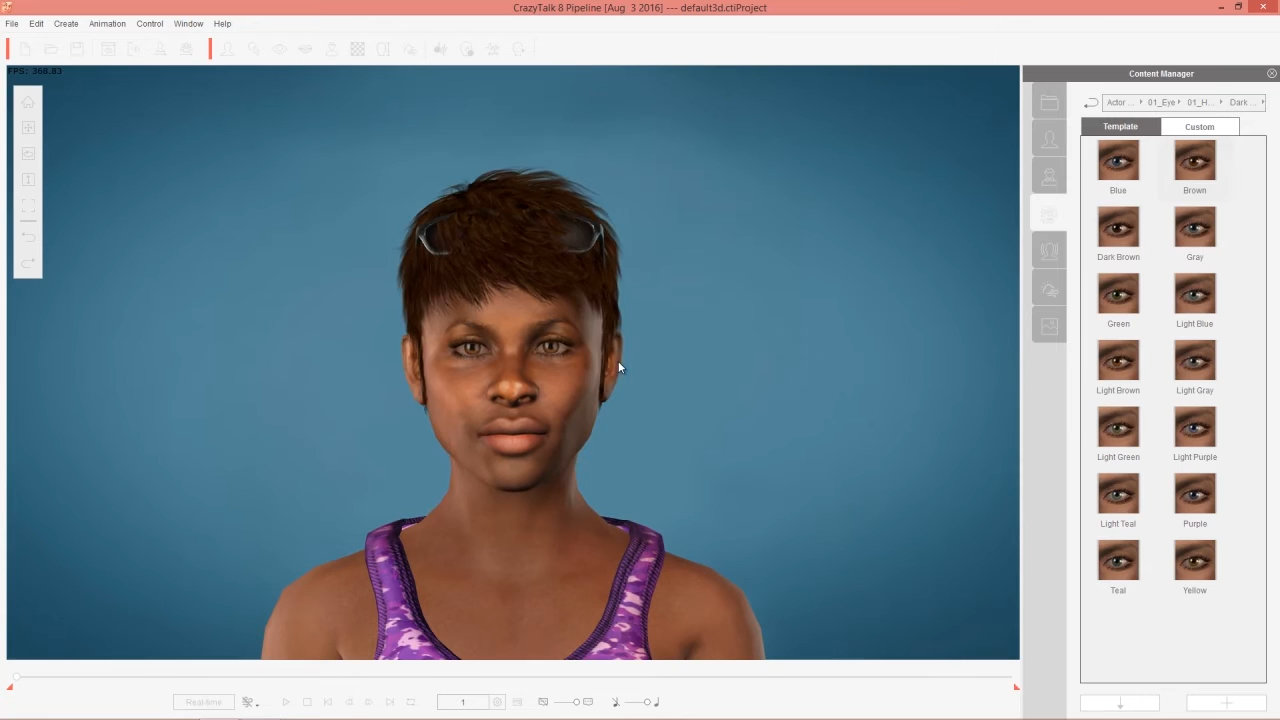 CrazyTalk 8 Pipeline [Aug 3 2016] --- default3d.ctiProject
File Edit Create Animation Control Window Help
FPS: 366.83
Content Manager
Actor ... 01_Eye 01_H... Dark ...
Template Custom
Blue Brown
Dark Brown Gray
Green Light Blue
Light Brown Light Gray
Light Green Light Purple
Light Teal Purple
Teal Yellow
Real-time 1